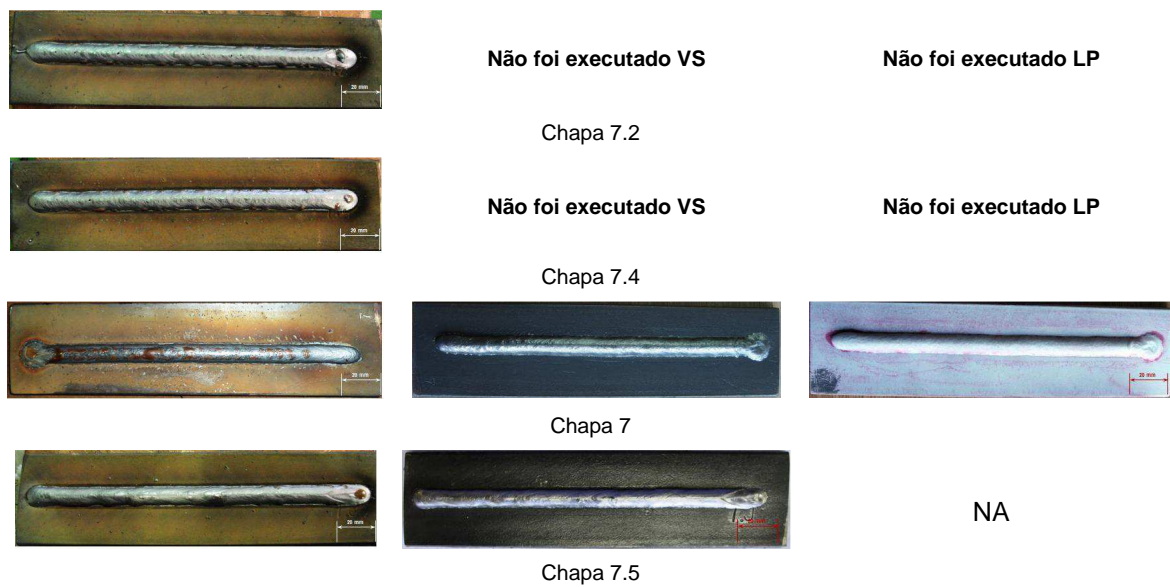 Não foi executado VS Não foi executado LP
20 mm
Chapa 7.2
Não foi executado VS Não foi executado LP
20 mm
Chapa 7.4
20 mm
20 mm
Chapa 7
NA
20 mm
Chapa 7.5